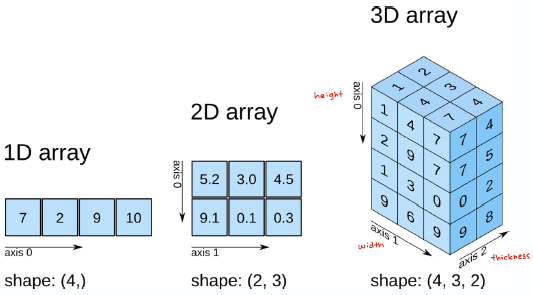 3D array
1 2
4 3
7 4
height
axis 0
1 4 7 7 4
2 9 7 7 5
1 3 0 0 2
9 6 9 9 8
width
axis 1
axis 2
thickness
shape: (4, 3, 2)
2D array
axis 0
5.2 3.0 4.5
9.1 0.1 0.3
axis 1
shape: (2, 3)
1D array
7 2 9 10
axis 0
shape: (4,)